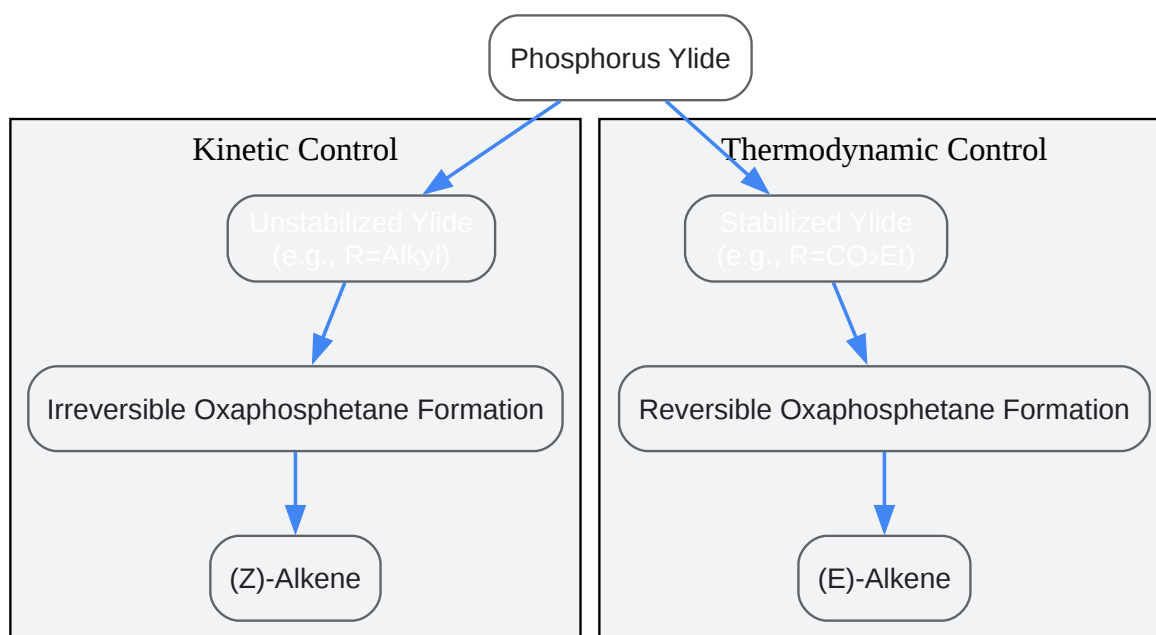 Phosphorus Ylide
Kinetic Control
Thermodynamic Control
Unstabilized Ylide
(e.g., R=Alkyl)
Stabilized Ylide
(e.g., R=CO₂Et)
Irreversible Oxaphosphetane Formation
Reversible Oxaphosphetane Formation
(Z)-Alkene
(E)-Alkene